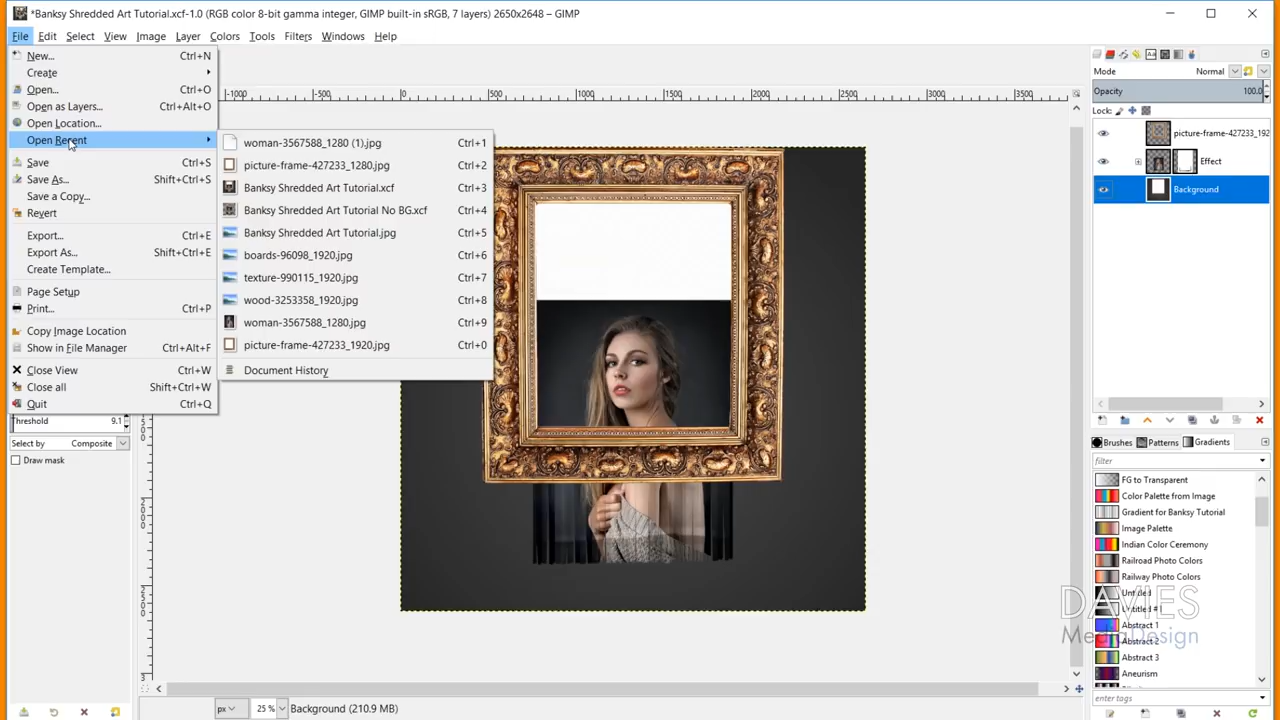 *Banksy Shredded Art Tutorial.xcf-1.0 (RGB color 8-bit gamma integer, GIMP built-in sRGB, 7 layers) 2650x2648 – GIMP
File Edit Select View Image Layer Colors Tools Filters Windows Help
New... Ctrl+N
Create
Open... Ctrl+O
Open as Layers... Ctrl+Alt+O
Open Location...
Open Recent
Save Ctrl+S
Save As... Shift+Ctrl+S
Save a Copy...
Revert
Export... Ctrl+E
Export As... Shift+Ctrl+E
Create Template...
Page Setup
Print... Ctrl+P
Copy Image Location
Show in File Manager Ctrl+Alt+F
Close View Ctrl+W
Close all Shift+Ctrl+W
Quit Ctrl+Q
woman-3567588_1280 (1).jpg Ctrl+1
picture-frame-427233_1280.jpg Ctrl+2
Banksy Shredded Art Tutorial.xcf Ctrl+3
Banksy Shredded Art Tutorial No BG.xcf Ctrl+4
Banksy Shredded Art Tutorial.jpg Ctrl+5
boards-96098_1920.jpg Ctrl+6
texture-990115_1920.jpg Ctrl+7
wood-3253358_1920.jpg Ctrl+8
woman-3567588_1280.jpg Ctrl+9
picture-frame-427233_1920.jpg Ctrl+0
Document History
-1000 -500 0 500 1000 1500 2000 2500 3000 3500
Threshold 9.1
Select by Composite
Draw mask
1500
2000
2500
3
px 25 % Background (210.9 MB)
Mode Normal
Opacity 100.0
Lock:
picture-frame-427233_192
Effect
Background
Brushes Patterns Gradients
filter
FG to Transparent
Color Palette from Image
Gradient for Banksy Tutorial
Image Palette
Indian Color Ceremony
Railroad Photo Colors
Railway Photo Colors
Untitled
Untitled #1
Abstract 1
Abstract 2
Abstract 3
Aneurism
enter tags
DAVIES
MediaDesign